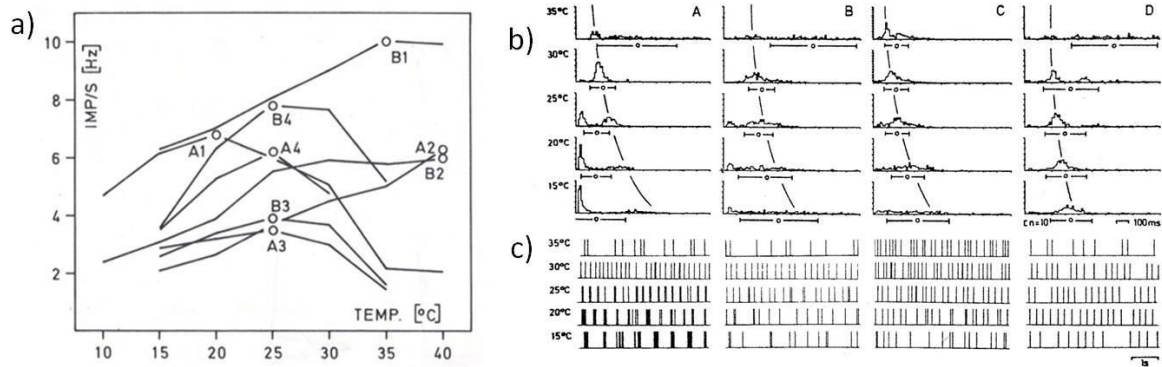 a)
IMP/S [Hz]
10
8
6
4
2
B1
B4
A1
A4
A2
B2
B3
A3
TEMP. [°C]
10 15 20 25 30 35 40
b)
A B C D
35°C
30°C
25°C
20°C
15°C
[n=10 100ms
c)
35°C
30°C
25°C
20°C
15°C
1s